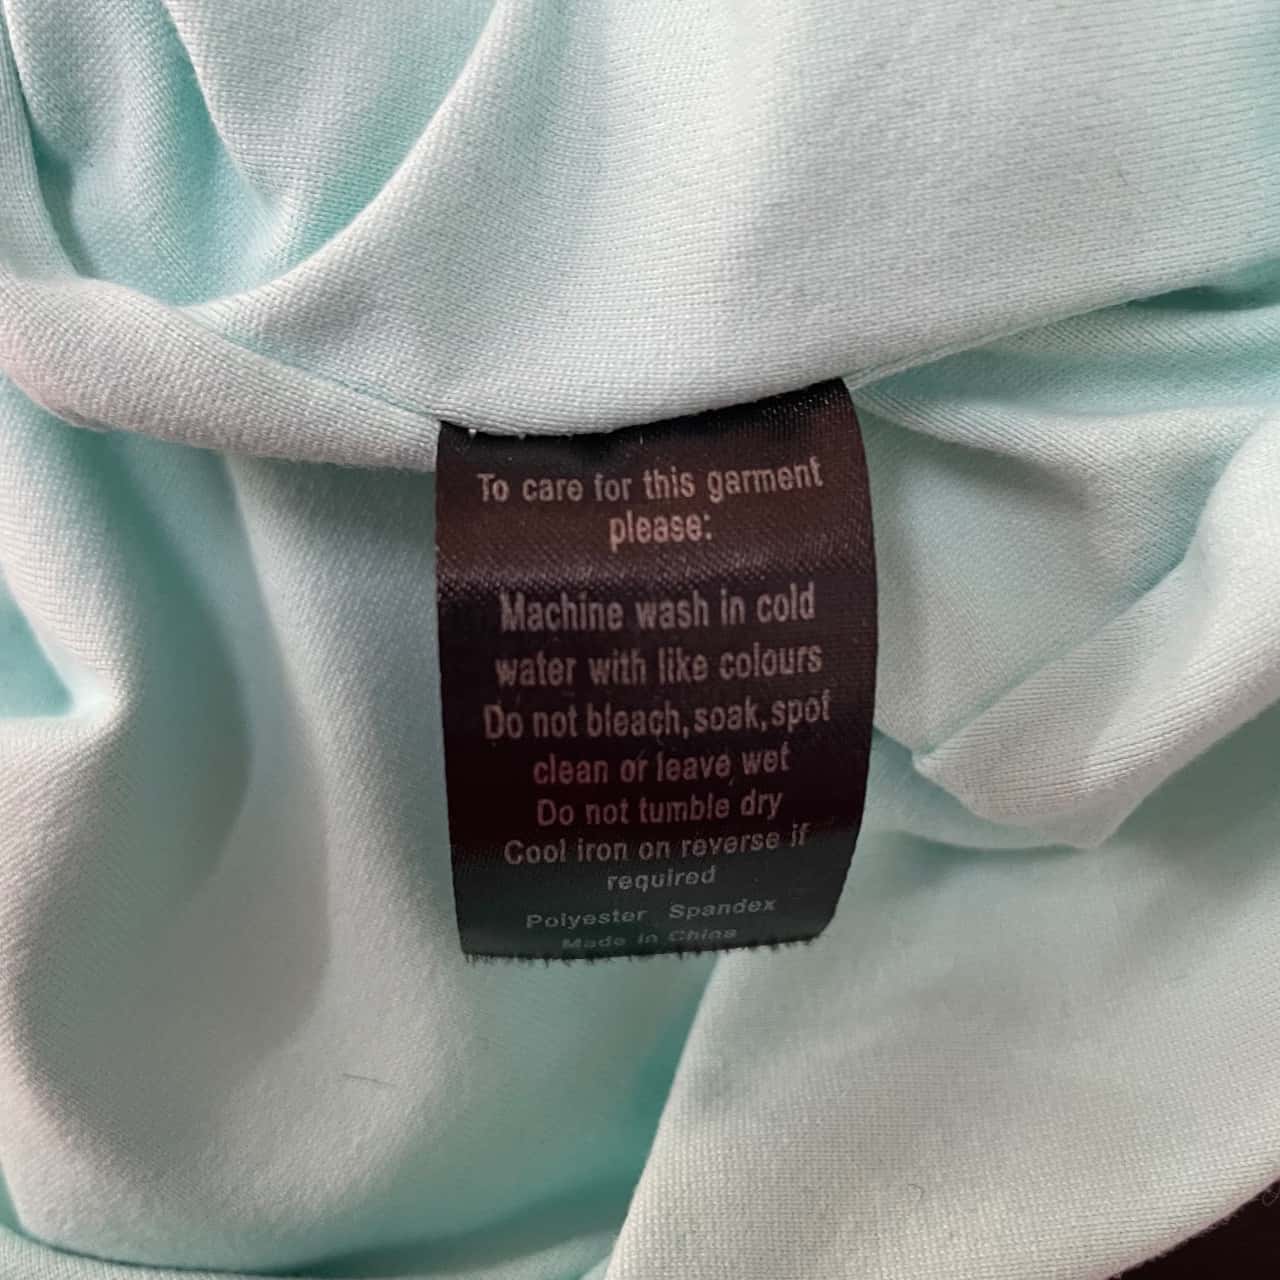 To care for this garment
please:
Machine wash in cold
water with like colours
Do not bleach, soak, spot
clean or leave wet
Do not tumble dry
Cool iron on reverse if
required
Polyester Spandex
Made in China